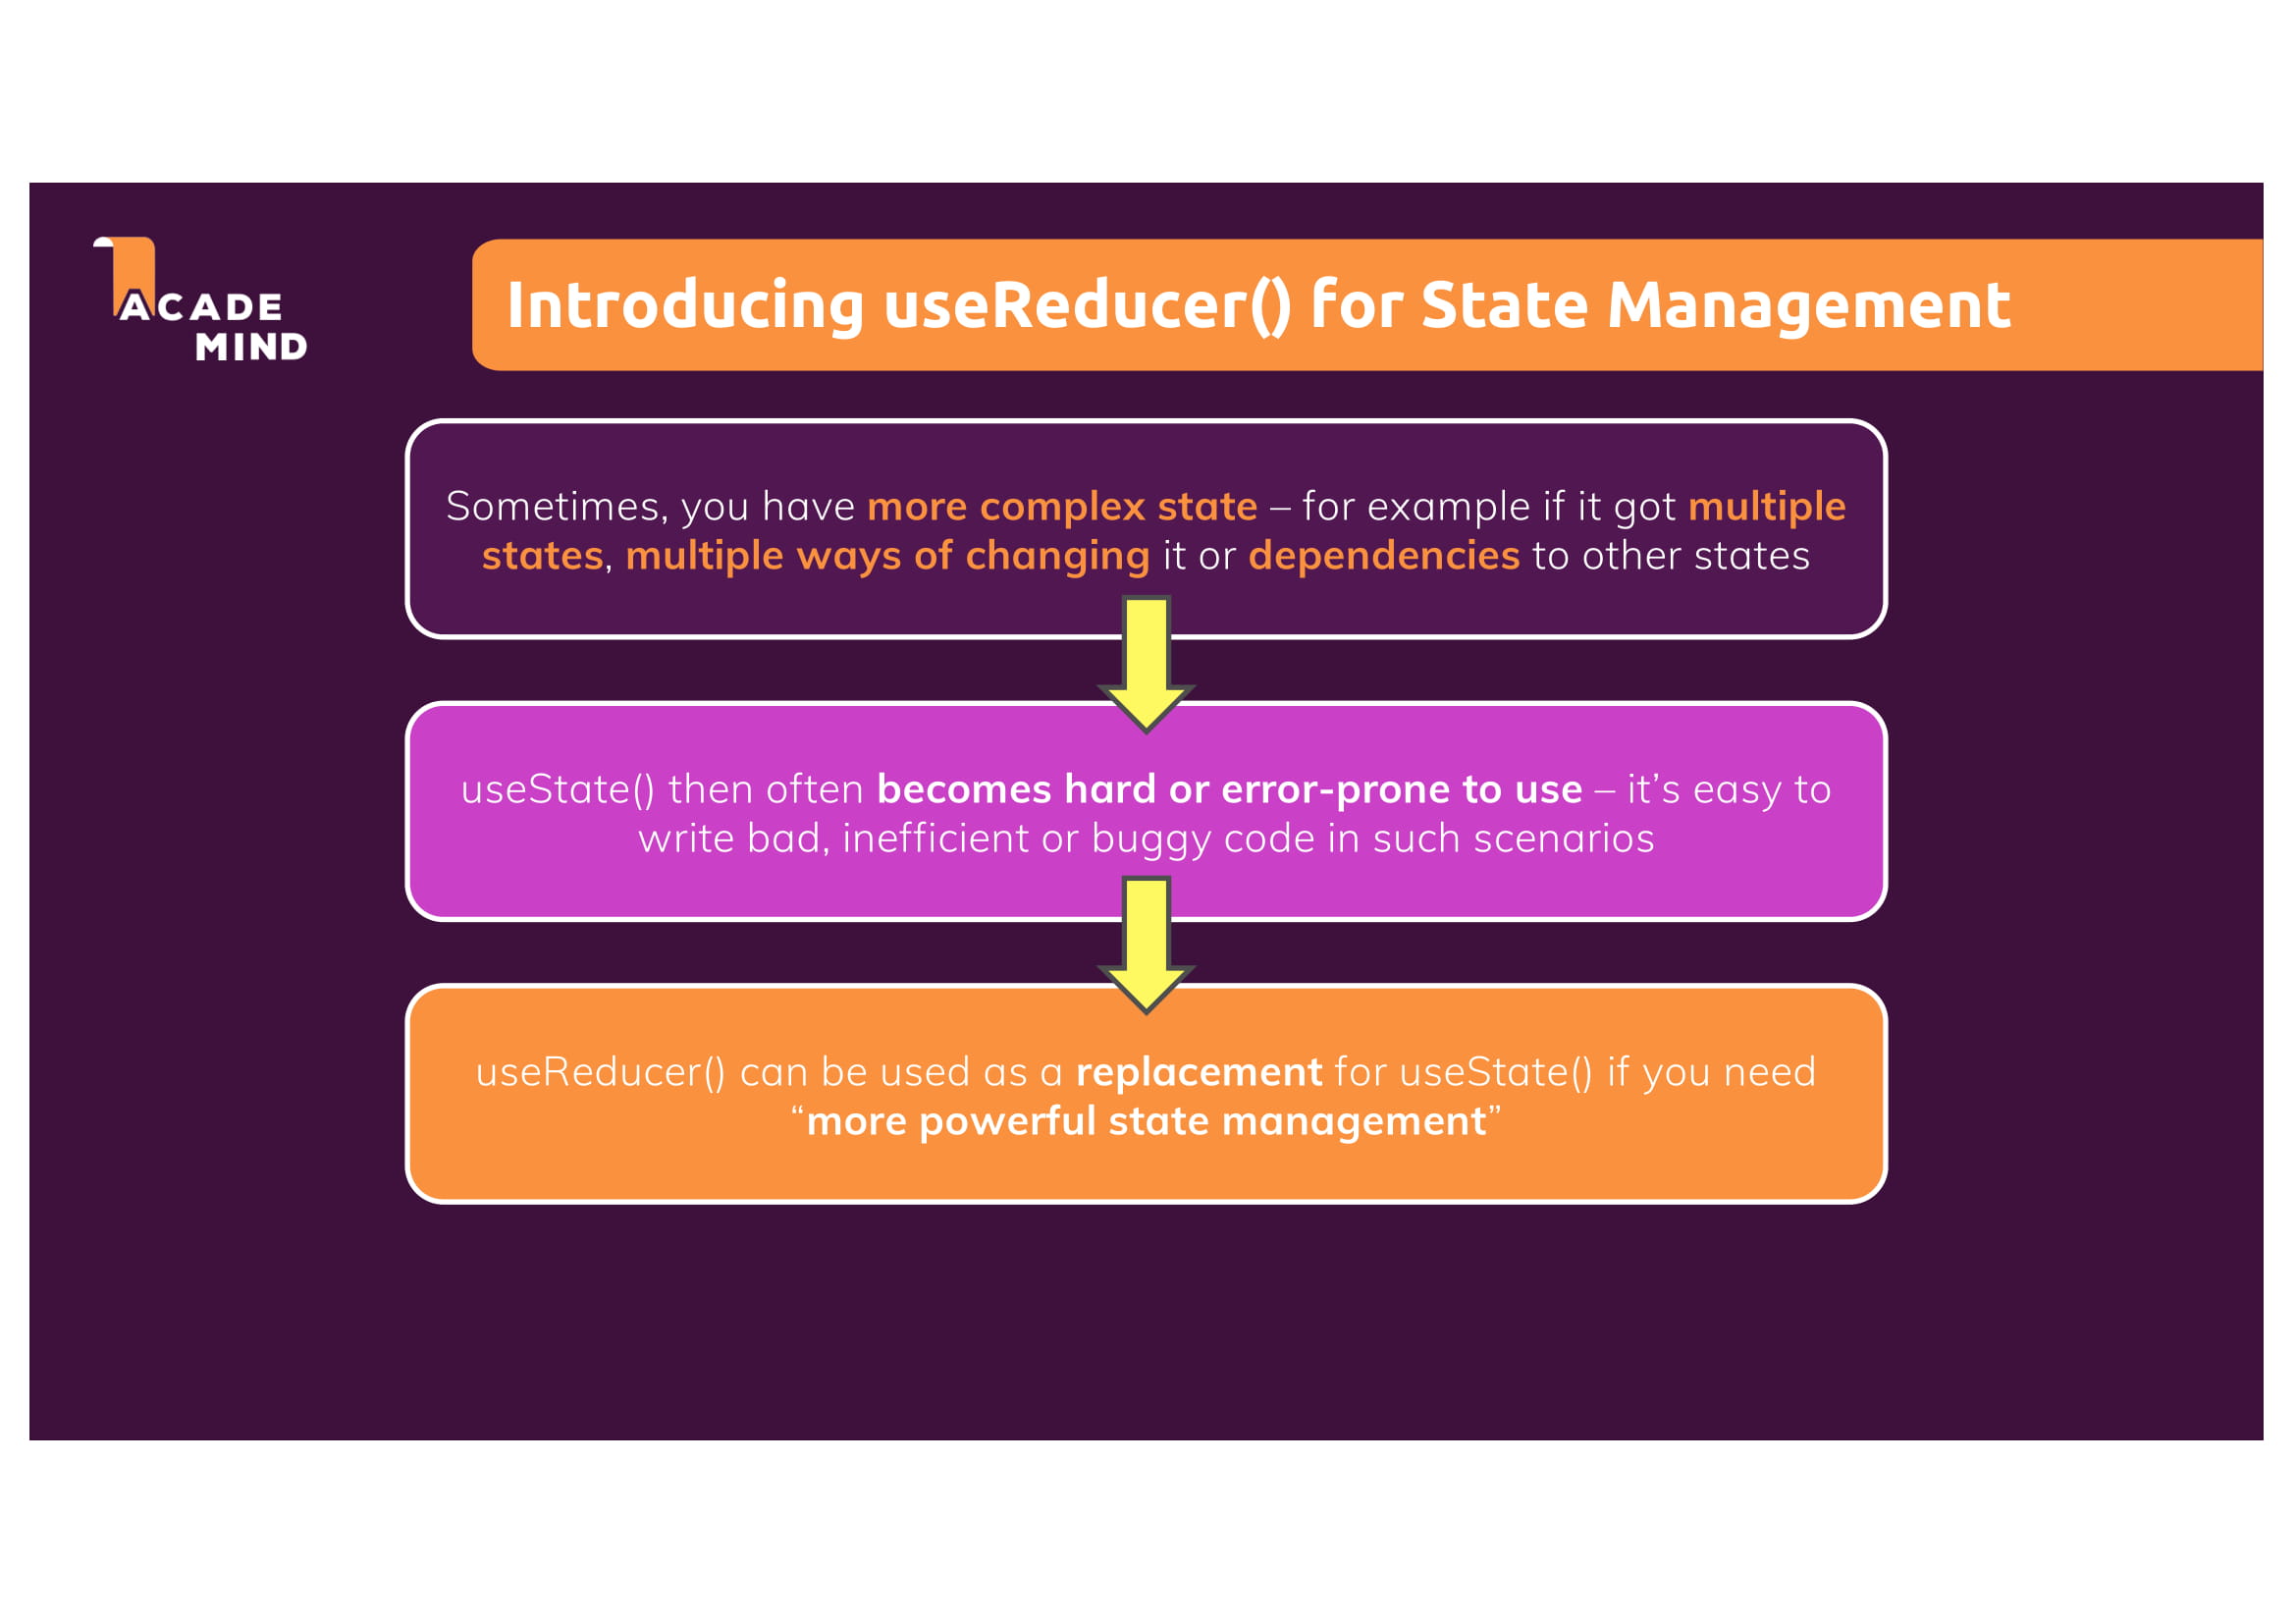 ACADE
MIND
Introducing useReducer() for State Management
Sometimes, you have more complex state – for example if it got multiple
states, multiple ways of changing it or dependencies to other states
useState() then often becomes hard or error-prone to use – it’s easy to
write bad, inefficient or buggy code in such scenarios
useReducer() can be used as a replacement for useState() if you need
“more powerful state management”